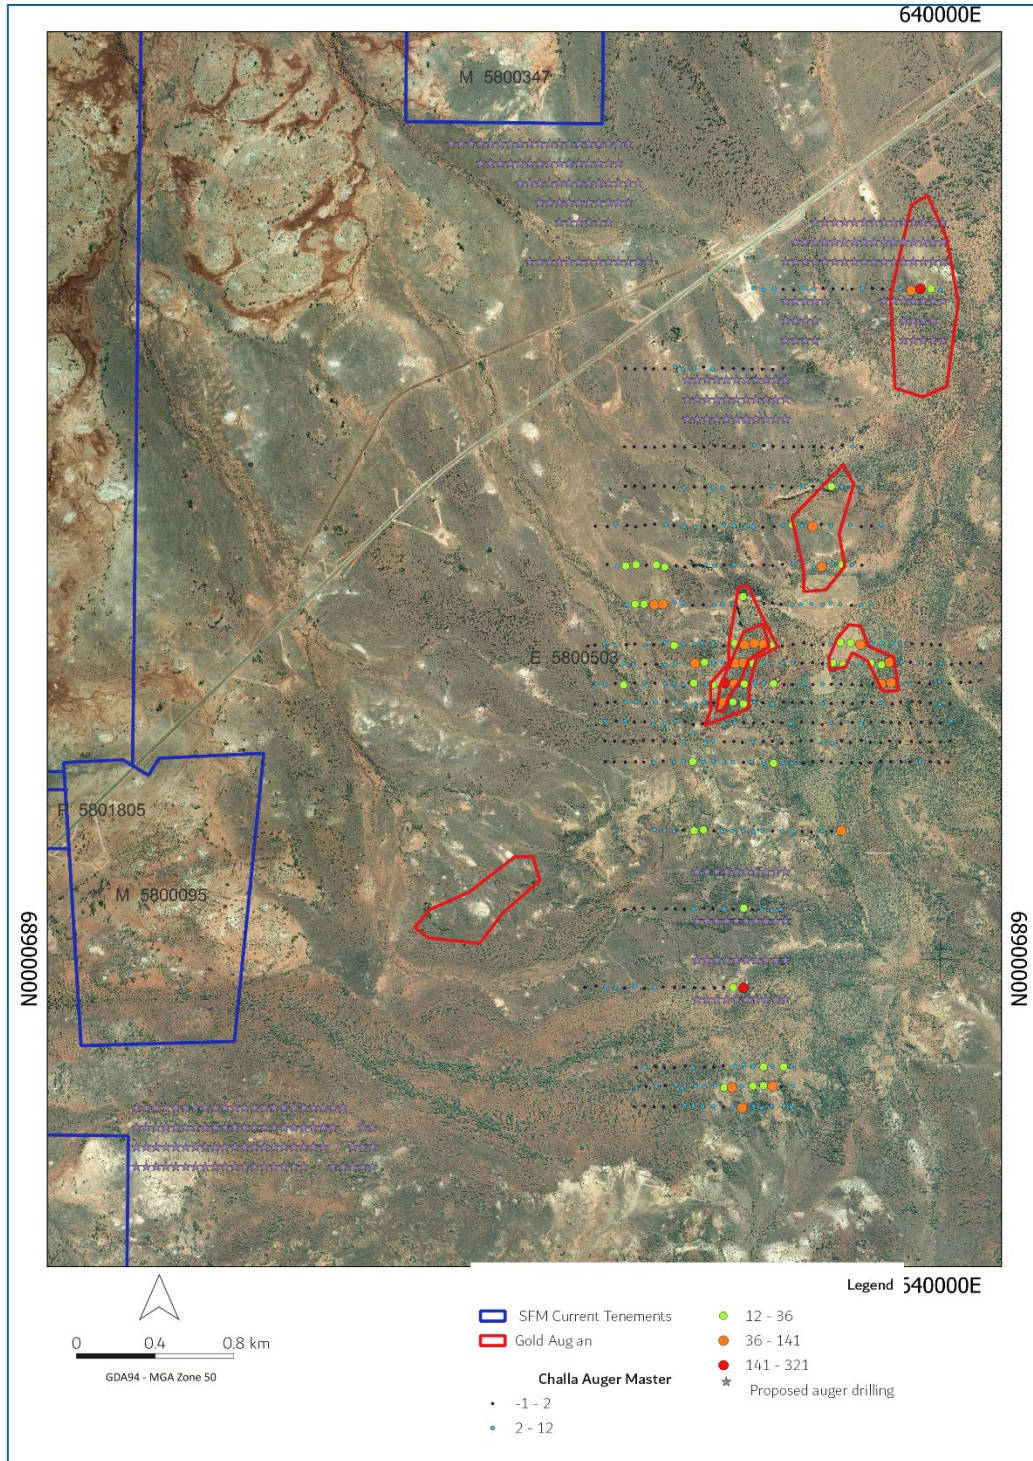 640000E
M 5800347
E 5800503
P 5801805
M 5800095
N0000689
N0000689
640000E
Legend
0 0.4 0.8 km
GDA94 - MGA Zone 50
SFM Current Tenements
Gold Aug an
Challa Auger Master
-1 - 2
2 - 12
12 - 36
36 - 141
141 - 321
Proposed auger drilling